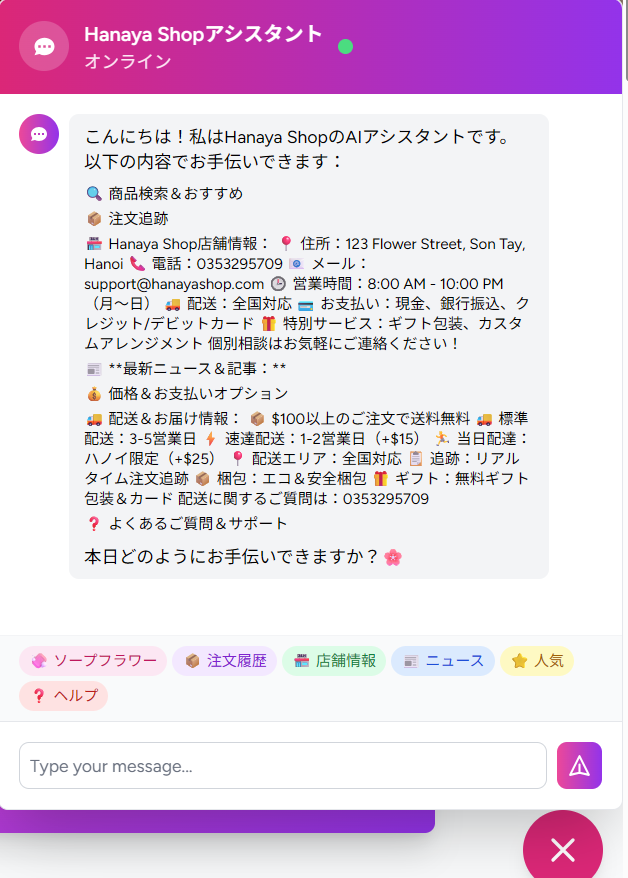 Hanaya Shopアシスタント
オンライン
こんにちは！私はHanaya ShopのAIアシスタントです。
以下の内容でお手伝いできます：
🔍 商品検索＆おすすめ
📦 注文追跡
🏪 Hanaya Shop店舗情報： 📍 住所：123 Flower Street, Son Tay,
Hanoi 📞 電話：0353295709 📧 メール：
support@hanayashop.com 🕒 営業時間：8:00 AM - 10:00 PM
（月〜日） 🚚 配送：全国対応 💳 お支払い：現金、銀行振込、ク
レジット/デビットカード 🎁 特別サービス：ギフト包装、カスタ
ムアレンジメント 個別相談はお気軽にご連絡ください！
📰 **最新ニュース＆記事：**
💰 価格＆お支払いオプション
🚚 配送＆お届け情報： 📦 $100以上のご注文で送料無料 🚚 標準
配送：3-5営業日 ⚡ 速達配送：1-2営業日（+$15） 🏃 当日配達：
ハノイ限定（+$25） 📍 配送エリア：全国対応 📋 追跡：リアル
タイム注文追跡 📦 梱包：エコ＆安全梱包 🎁 ギフト：無料ギフト
包装＆カード 配送に関するご質問は：0353295709
❓ よくあるご質問＆サポート
本日どのようにお手伝いできますか？🌸
ソープフラワー
📦 注文履歴
🏪 店舗情報
📰 ニュース
⭐ 人気
❓ ヘルプ
Type your message...